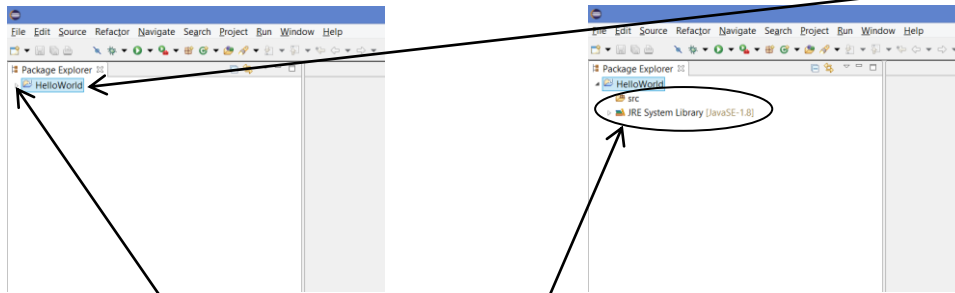 File Edit Source Refactor Navigate Search Project Run Window Help
Package Explorer
HelloWorld
File Edit Source Refactor Navigate Search Project Run Window Help
Package Explorer
HelloWorld
src
JRE System Library [JavaSE-1.8]